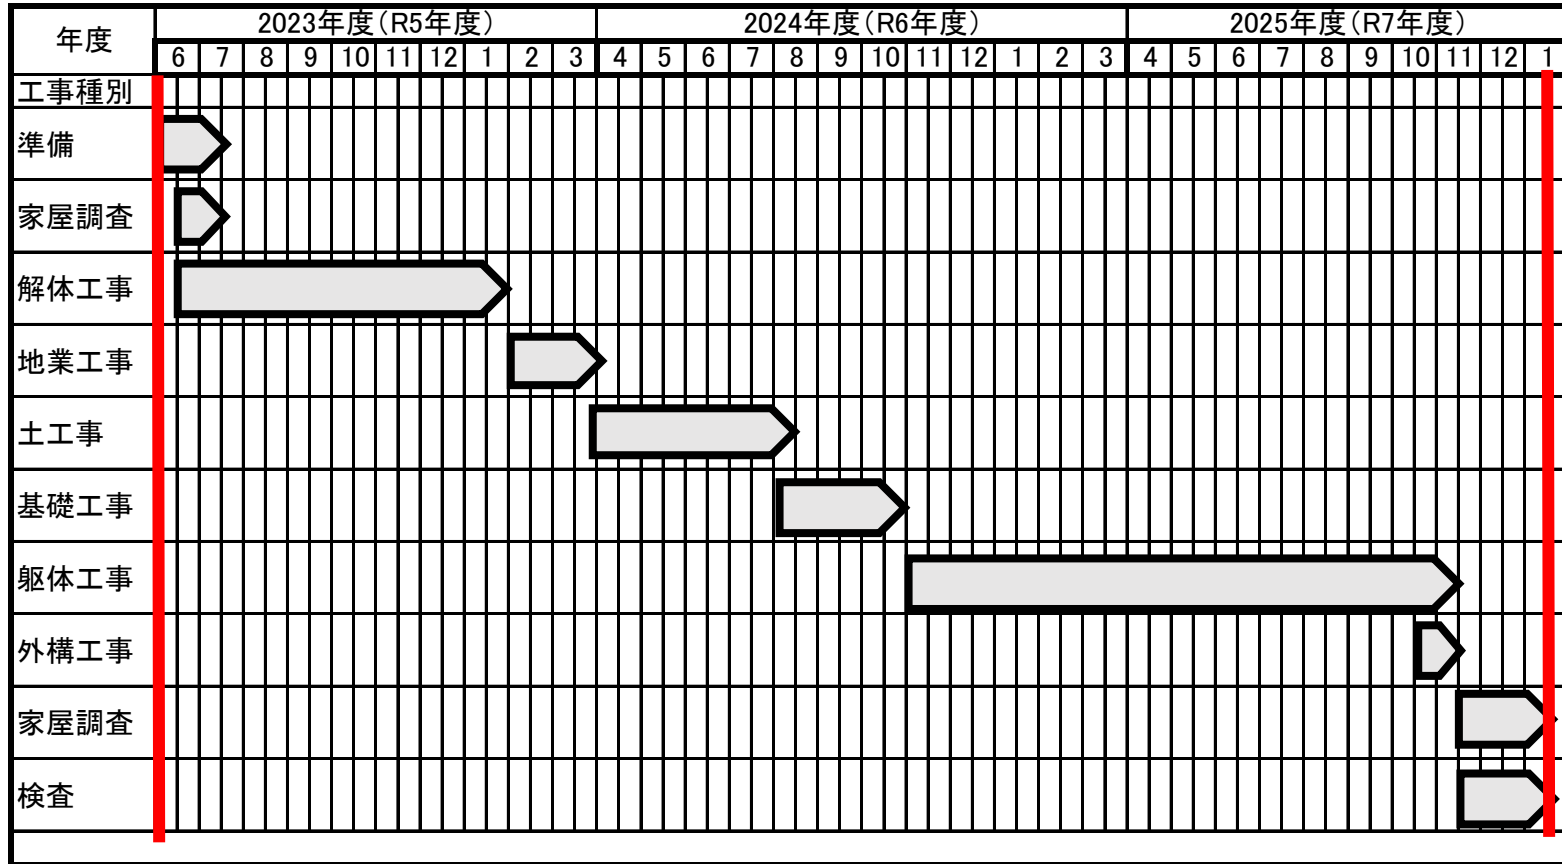 年度 2023年度(R5年度) 2024年度(R6年度) 2025年度(R7年度)
6 7 8 9 10 11 12 1 2 3 4 5 6 7 8 9 10 11 12 1 2 3 4 5 6 7 8 9 10 11 12 1
工事種別
準備
家屋調査
解体工事
地業工事
土工事
基礎工事
躯体工事
外構工事
家屋調査
検査